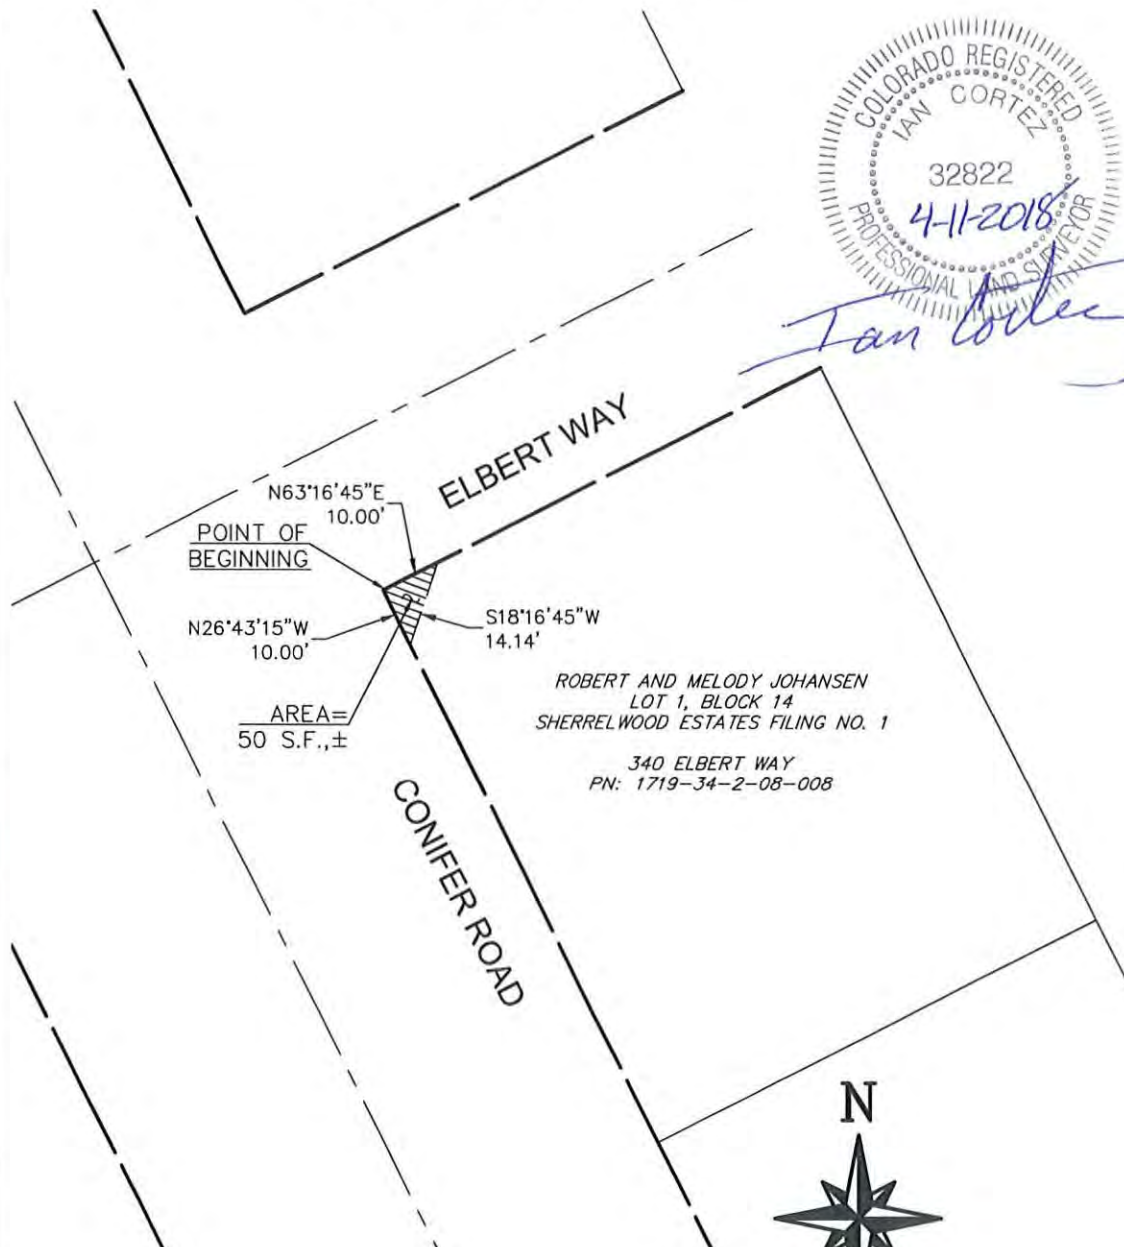 COLORADO REGISTERED
IAN CORTEZ
32822
4-11-2018
PROFESSIONAL LAND SURVEYOR
Ian Cortez
ELBERT WAY
N63°16'45"E
10.00'
POINT OF
BEGINNING
N26°43'15"W
10.00'
S18°16'45"W
14.14'
AREA=
50 S.F.,±
ROBERT AND MELODY JOHANSEN
LOT 1, BLOCK 14
SHERRELWOOD ESTATES FILING NO. 1
340 ELBERT WAY
PN: 1719-34-2-08-008
CONIFER ROAD
N